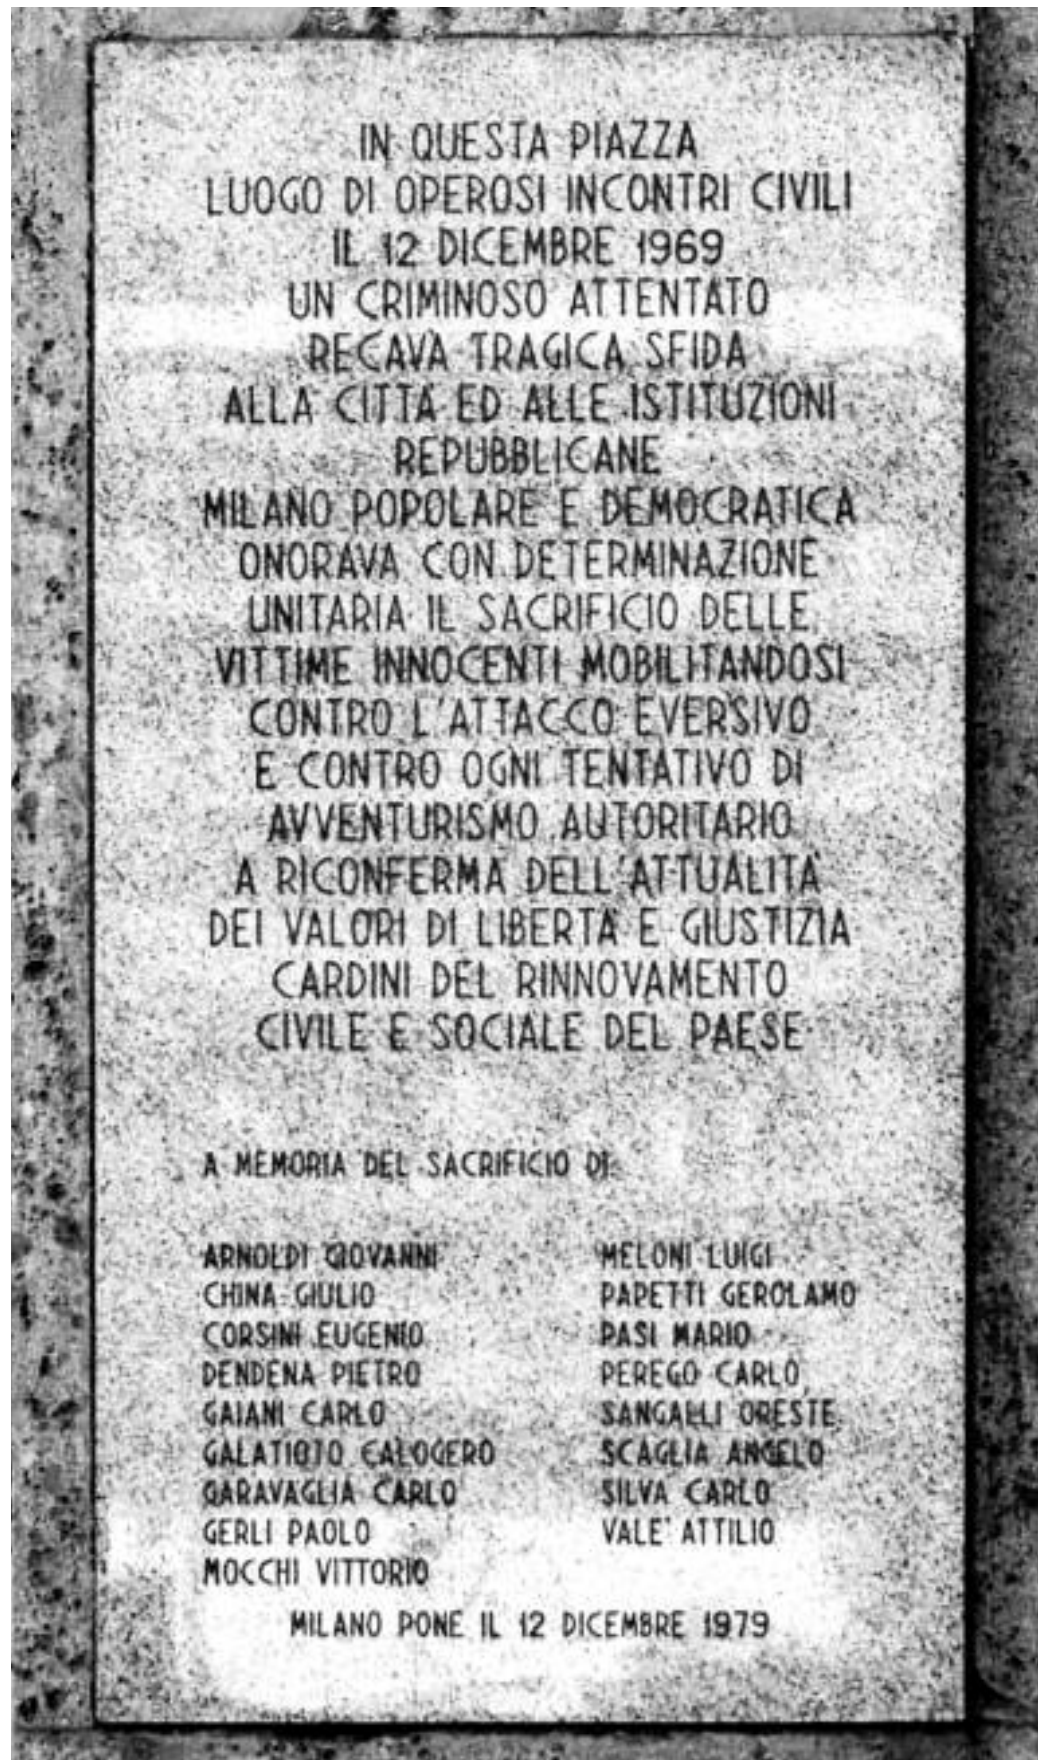 IN QUESTA PIAZZA
LUOGO DI OPEROSI INCONTRI CIVILI
IL 12 DICEMBRE 1969
UN CRIMINOSO ATTENTATO
RECAVA TRAGICA SFIDA
ALLA CITTÀ ED ALLE ISTITUZIONI
REPUBBLICANE
MILANO POPOLARE E DEMOCRATICA
ONORAVA CON DETERMINAZIONE
UNITARIA IL SACRIFICIO DELLE
VITTIME INNOCENTI MOBILITANDOSI
CONTRO L'ATTACCO EVERSIVO
E CONTRO OGNI TENTATIVO DI
AVVENTURISMO AUTORITARIO
A RICONFERMA DELL'ATTUALITÀ
DEI VALORI DI LIBERTÀ E GIUSTIZIA
CARDINI DEL RINNOVAMENTO
CIVILE E SOCIALE DEL PAESE
A MEMORIA DEL SACRIFICIO DI:
ARNOLDI GIOVANNI
CHINA GIULIO
CORSINI EUGENIO
DENDENA PIETRO
GAIANI CARLO
GALATIOTO CALOGERO
GARAVAGLIA CARLO
GERLI PAOLO
MOCCHI VITTORIO
MELONI LUIGI
PAPETTI GEROLAMO
PASI MARIO
PEREGO CARLO
SANGALLI ORESTE
SCAGLIA ANGELO
SILVA CARLO
VALE' ATTILIO
MILANO PONE IL 12 DICEMBRE 1979